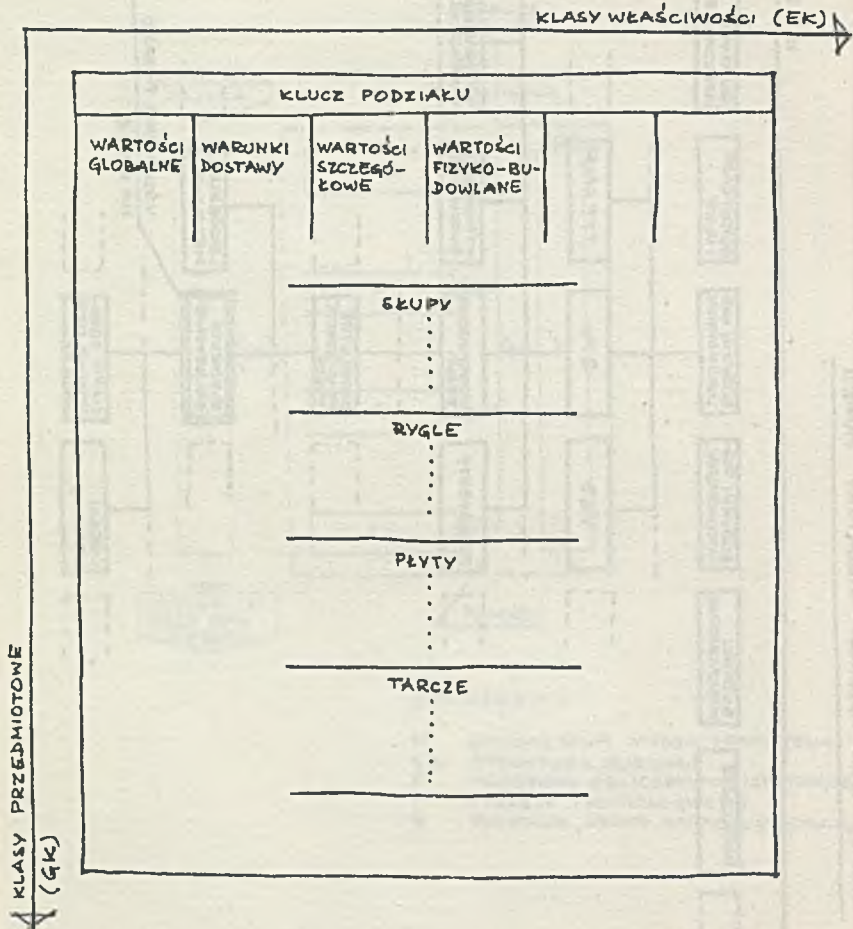 KLASY WŁAŚCIWOŚCI (EK)
KLUCZ PODZIAŁU
WARTOŚCI
GLOBALNE
WARUNKI
DOSTAWY
WARTOŚCI
SZCZEGÓ-
ŁOWE
WARTOŚCI
FIZYKO-BU-
DOWLANE
SŁUPY
RYGLE
PŁYTY
TARCZE
KLASY PRZEDMIOTOWE
(GK)